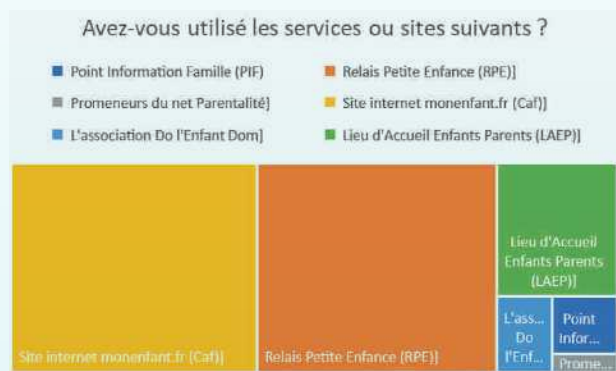 Avez-vous utilisé les services ou sites suivants ?
Point Information Famille (PIF)
Relais Petite Enfance (RPE)]
Promeneurs du net Parentalité]
Site internet monenfant.fr (Caf)]
L'association Do l'Enfant Dom]
Lieu d'Accueil Enfants Parents (LAEP)]
Site internet monenfant.fr (Caf)]
Relais Petite Enfance (RPE)]
Lieu d'Accueil
Enfants Parents
(LAEP)]
L'ass...
Do
l'Enf...
Point
Infor...
Prome...